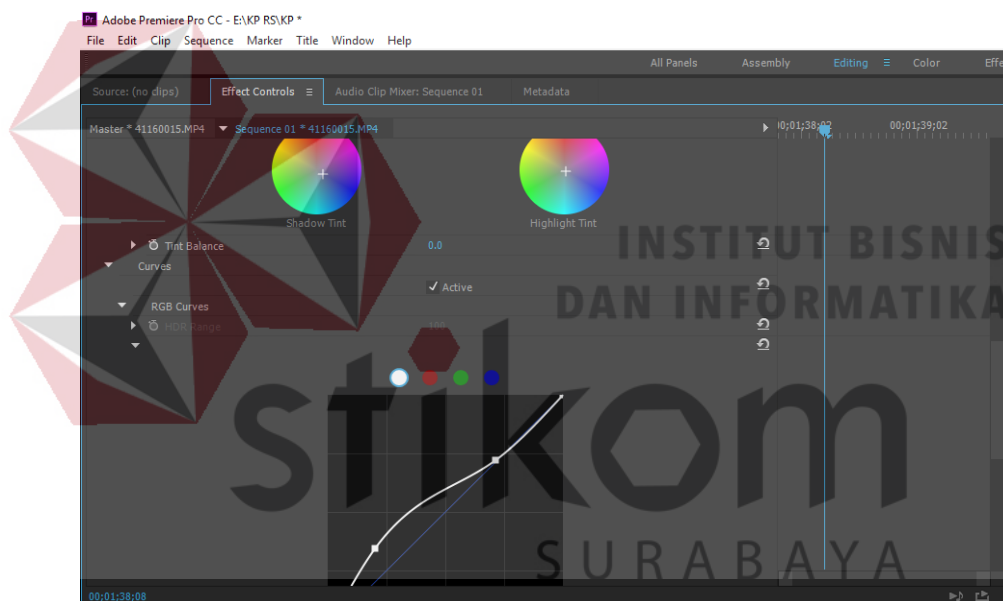 Pr Adobe Premiere Pro CC - E:\KP RS\KP *
File Edit Clip Sequence Marker Title Window Help
All Panels Assembly Editing Color Effe
Source: (no clips) Effect Controls Audio Clip Mixer: Sequence 01 Metadata
Master * 41160015.MP4 Sequence 01 * 41160015.MP4 00;01;38;02 00;01;39;02
Shadow Tint Highlight Tint
Tint Balance 0.0
Curves
Active
RGB Curves
HDR Range 100
INSTITUT BISNIS
DAN INFORMATIKA
stikom
SURABAYA
00;01;38;08